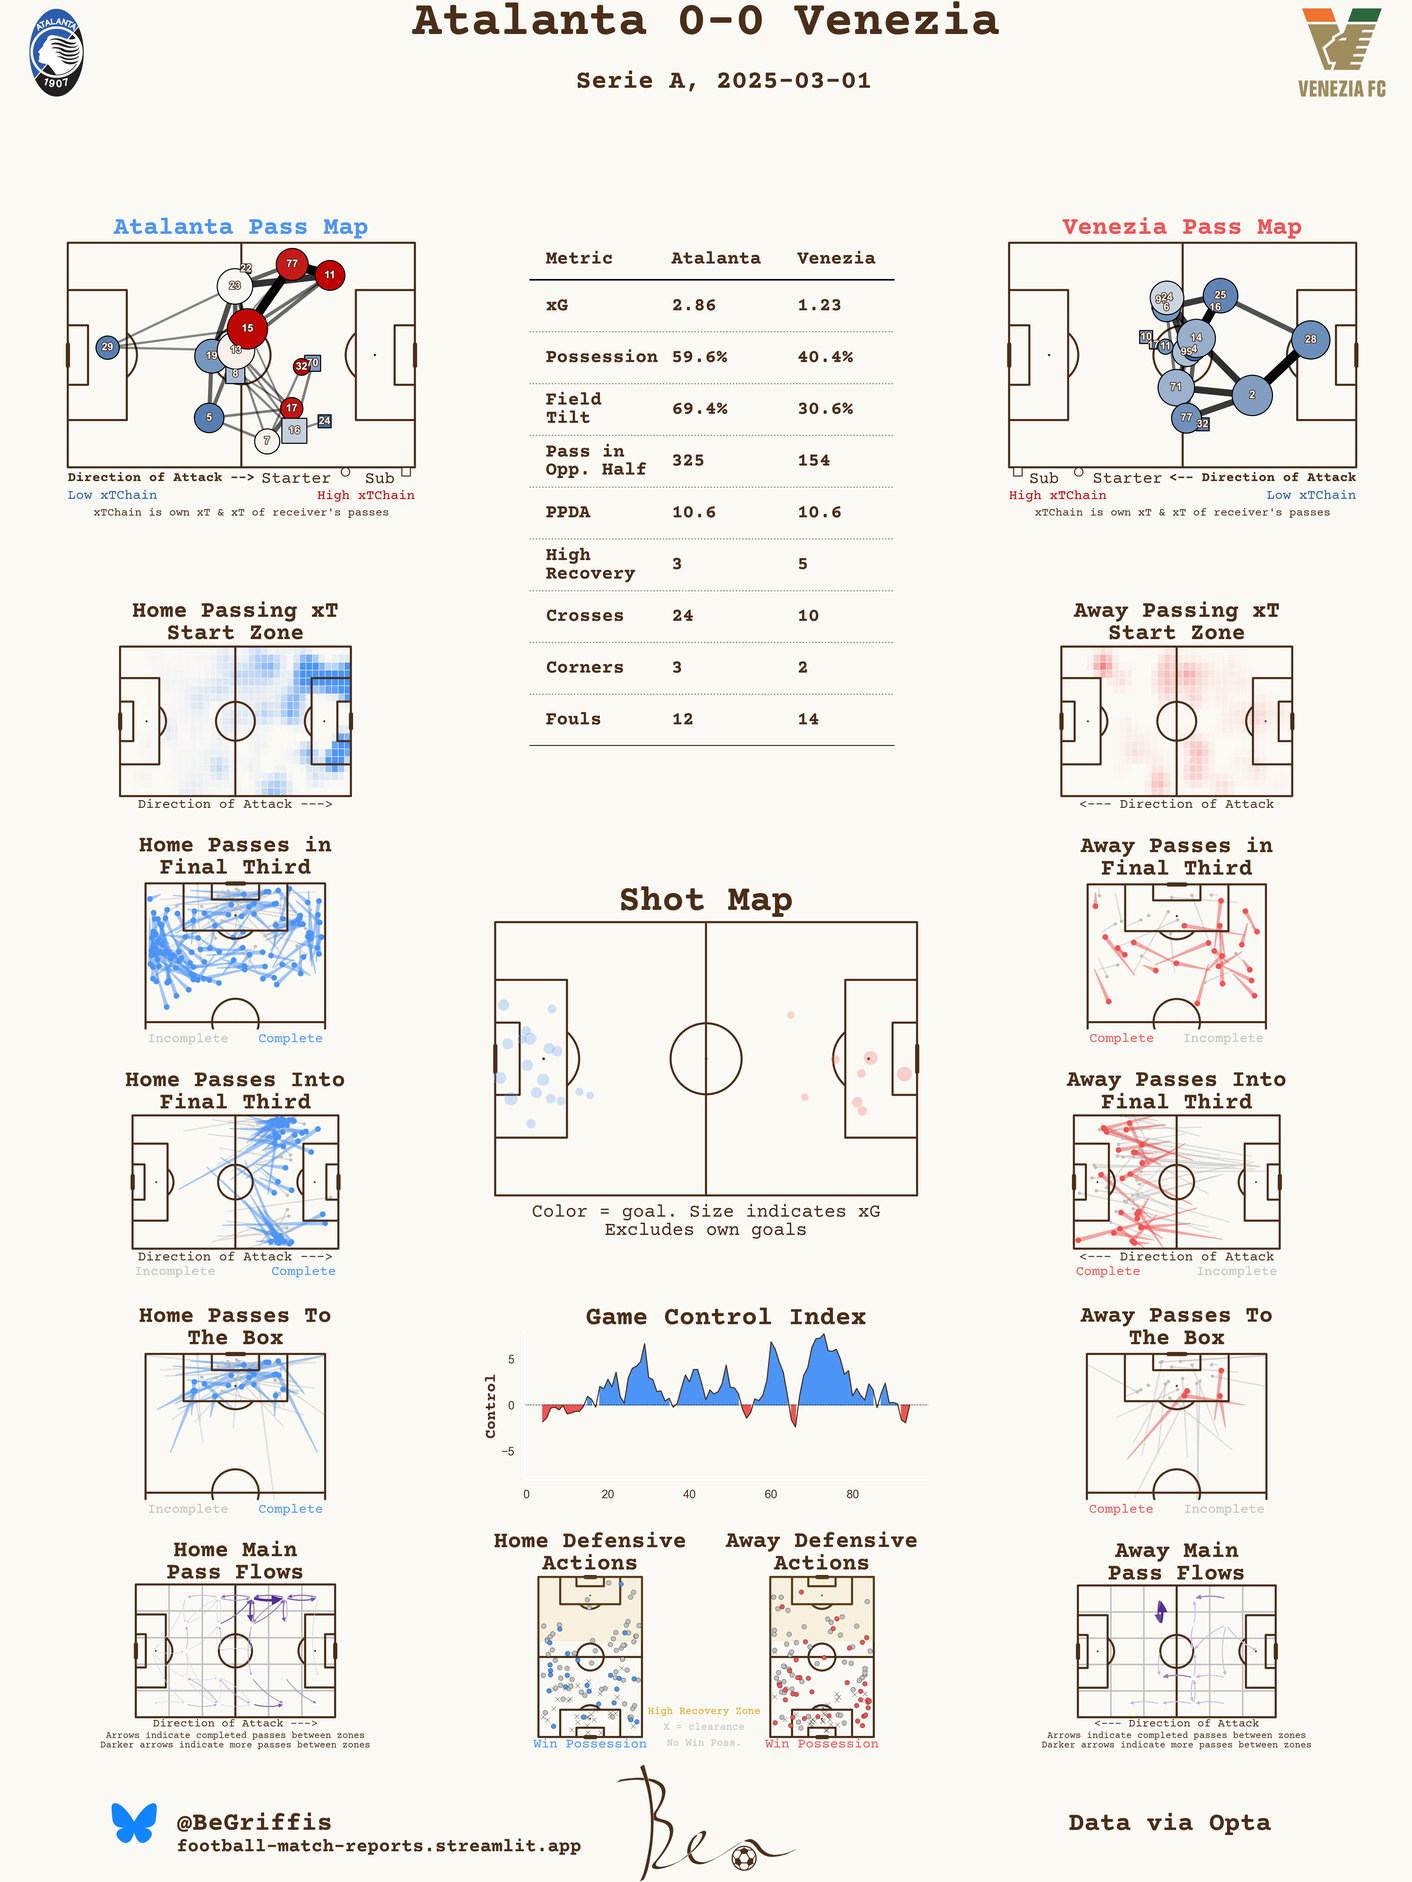 Atalanta 0-0 Venezia
Serie A, 2025-03-01
ATALANTA
1907
VENEZIA FC
Atalanta Pass Map
22
77
11
23
15
29
19
13
8
32
70
5
17
16
24
7
Direction of Attack --> Starter Sub
Low xTChain High xTChain
xTChain is own xT & xT of receiver's passes
Metric Atalanta Venezia
xG 2.86 1.23
Possession 59.6% 40.4%
Field
Tilt 69.4% 30.6%
Pass in
Opp. Half 325 154
PPDA 10.6 10.6
High
Recovery 3 5
Crosses 24 10
Corners 3 2
Fouls 12 14
Venezia Pass Map
24
25
6
16
10
17
11
14
4
99
28
71
2
77
32
Sub Starter <-- Direction of Attack
High xTChain Low xTChain
xTChain is own xT & xT of receiver's passes
Home Passing xT
Start Zone
Direction of Attack --->
Away Passing xT
Start Zone
<--- Direction of Attack
Home Passes in
Final Third
Incomplete Complete
Shot Map
Color = goal. Size indicates xG
Excludes own goals
Away Passes in
Final Third
Complete Incomplete
Home Passes Into
Final Third
Direction of Attack --->
Incomplete Complete
Away Passes Into
Final Third
<--- Direction of Attack
Complete Incomplete
Home Passes To
The Box
Incomplete Complete
Game Control Index
Control
5
0
−5
0 20 40 60 80
Away Passes To
The Box
Complete Incomplete
Home Main
Pass Flows
Direction of Attack --->
Arrows indicate completed passes between zones
Darker arrows indicate more passes between zones
Home Defensive
Actions
Win Possession
High Recovery Zone
X = clearance
No Win Poss.
Away Defensive
Actions
Win Possession
Away Main
Pass Flows
<--- Direction of Attack
Arrows indicate completed passes between zones
Darker arrows indicate more passes between zones
@BeGriffis
football-match-reports.streamlit.app
Ben
Data via Opta